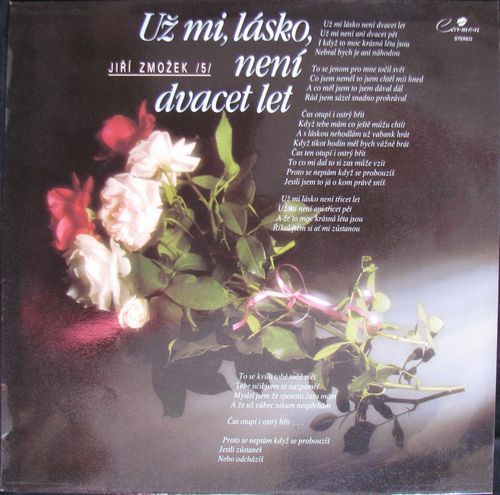 Už mi, lásko,
není
dvacet let
JIŘÍ ZMOŽEK /5/
Carmen
STEREO
Už mi lásko není dvacet let
Už mi není ani dvacet pět
I když to moc krásná léta jsou
Nebral bych je ani náhodou
To se jenom pro mne točil svět
Co jsem neměl to jsem chtěl mít hned
A co měl jsem to jsem dával dál
Rád jsem sázel snadno prohrával
Čas otupí i ostrý břit
Když tebe mám co ještě můžu chtít
A s láskou nehodlám už vabank hrát
Když tikot hodin měl bych vážně brát
Čas ten otupí i ostrý břit
To co mi dal to si zas může vzít
Proto se neptám když se probouzíš
Jestli jsem to já o kom právě sníš
Už mi lásko není třicet let
Už mi není ani třicet pět
A že to moc krásná léta jsou
Říkal jsem si ať mi zůstanou
To se kvůli tobě točil svět
Tebe učil jsem se nazpaměť
Myslel jsem že spoustu času mám
A že už vůbec nikam nespěchám
Čas otupí i ostrý břit . . .
Proto se neptám když se probouzíš
Jestli zůstaneš
Nebo odcházíš